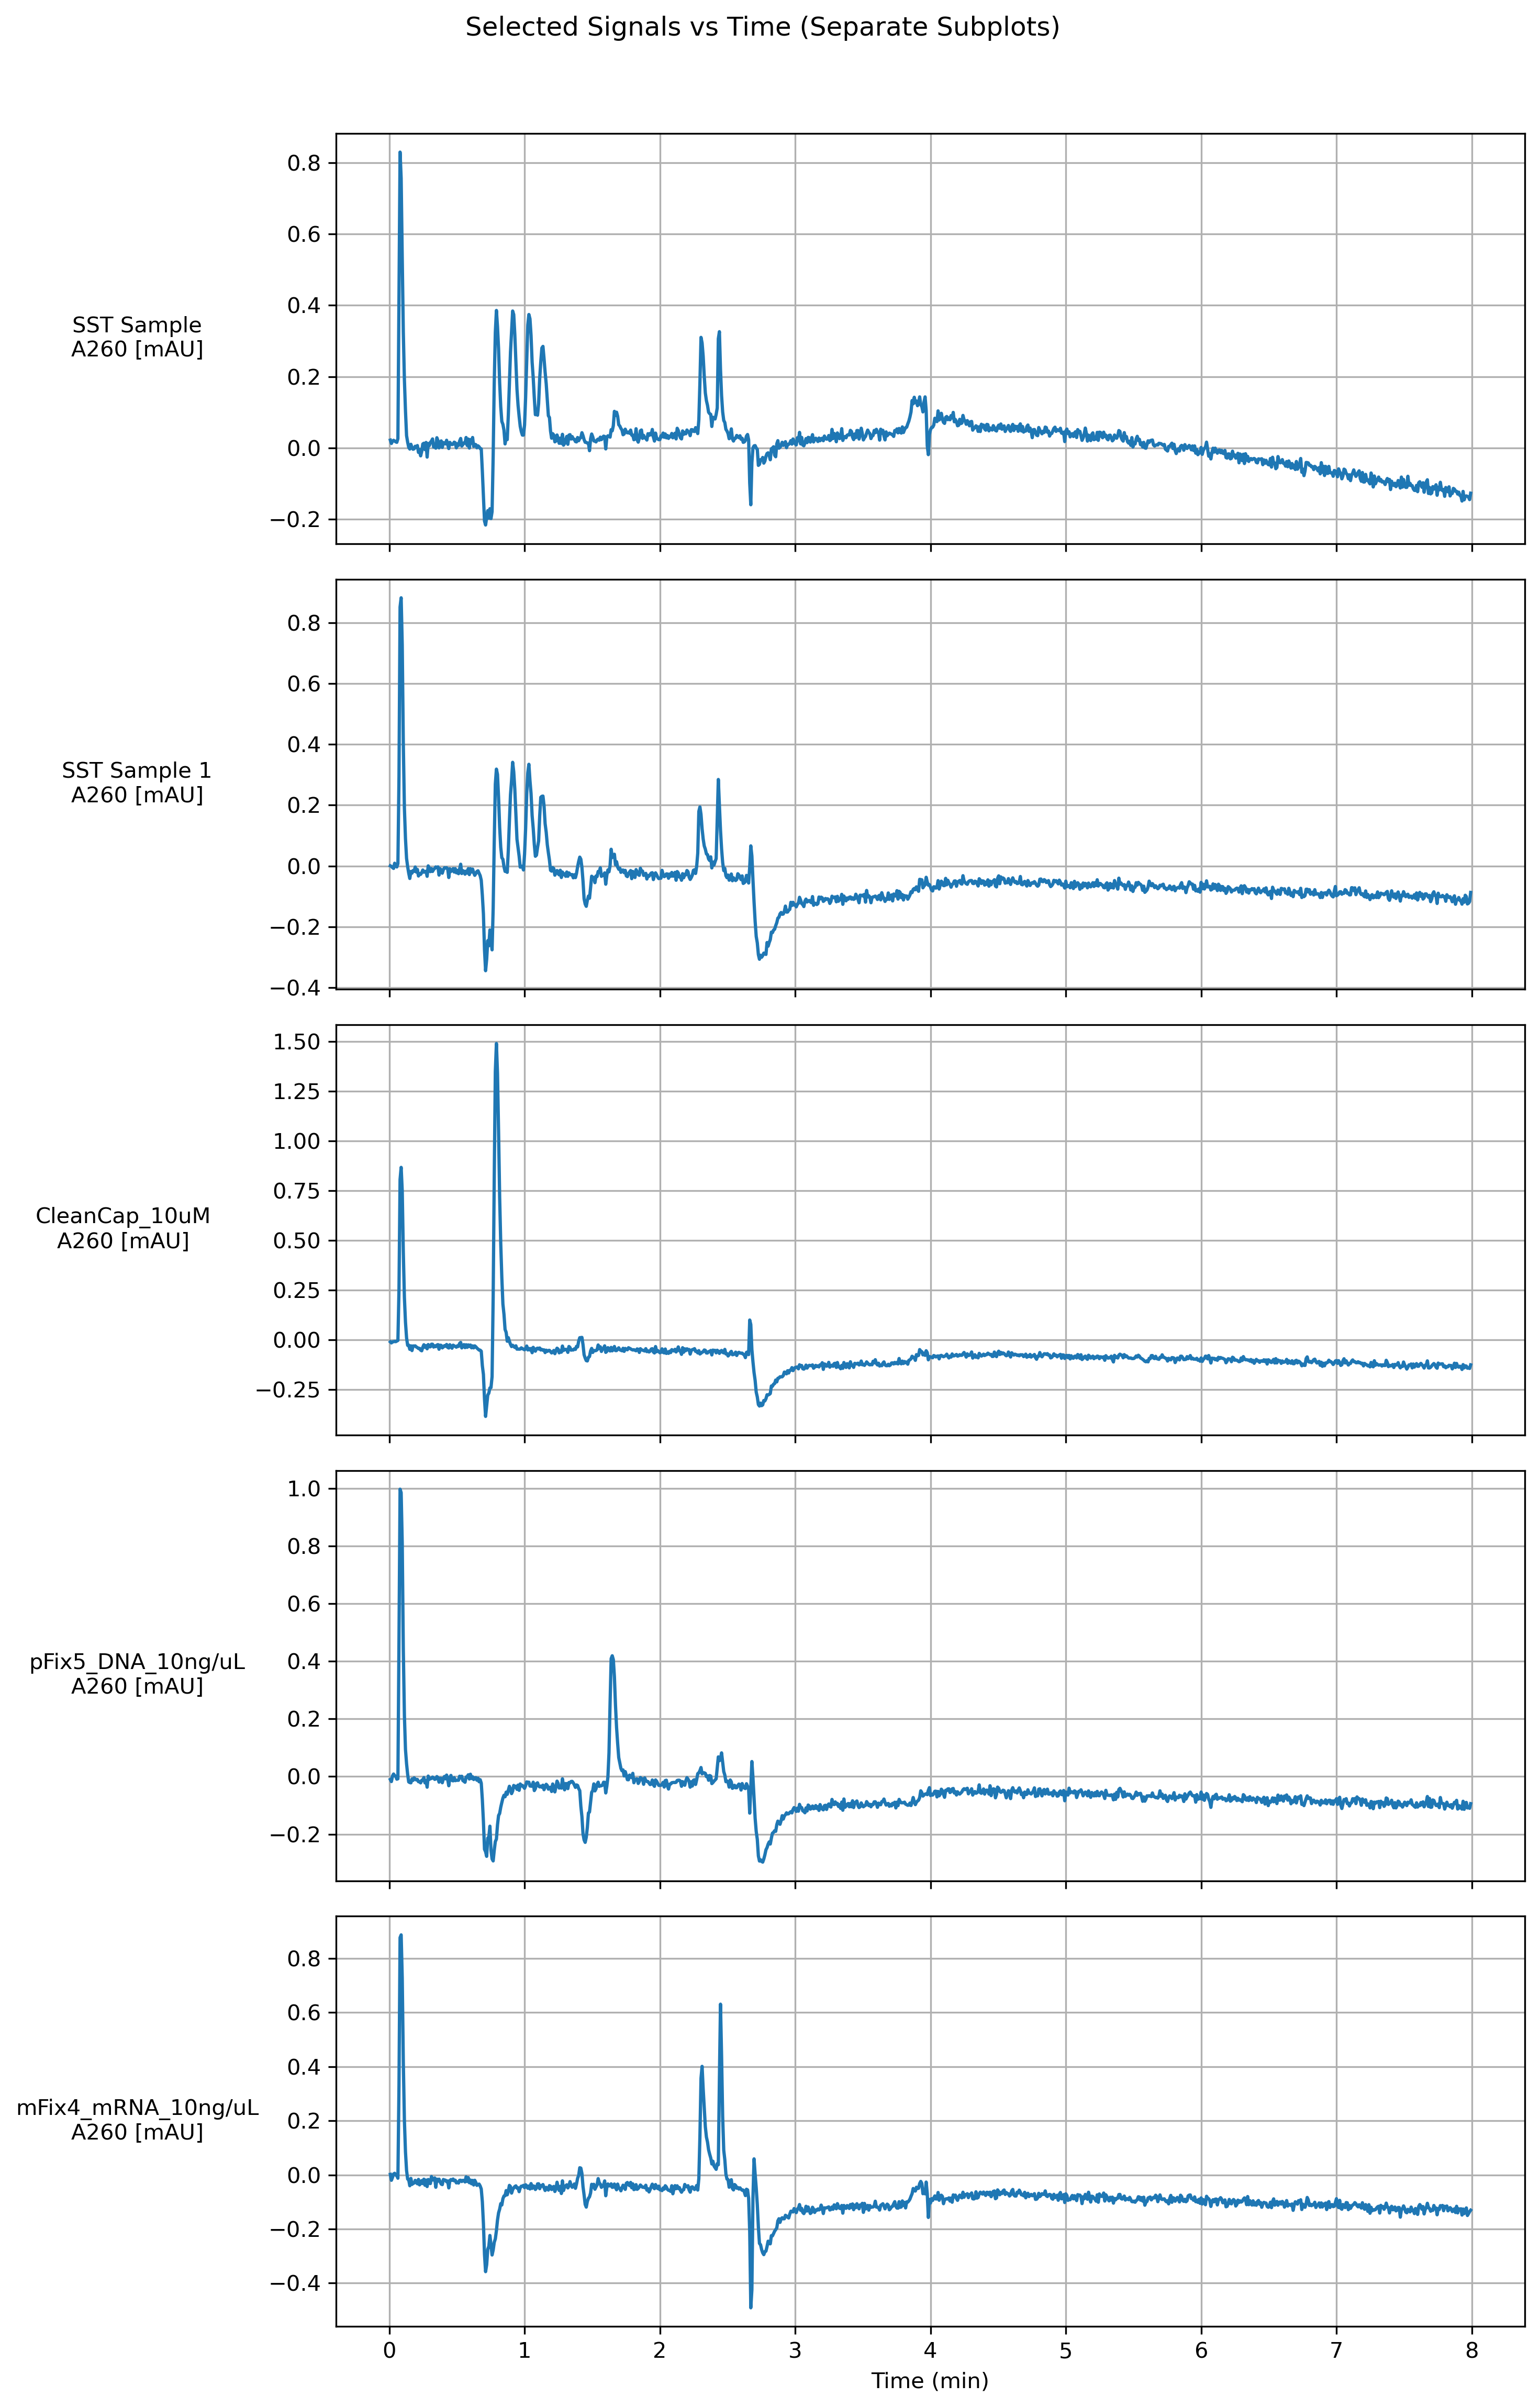 Selected Signals vs Time (Separate Subplots)
0.8
0.6
0.4
0.2
0.0
−0.2
SST Sample
A260 [mAU]
0.8
0.6
0.4
0.2
0.0
−0.2
−0.4
SST Sample 1
A260 [mAU]
1.50
1.25
1.00
0.75
0.50
0.25
0.00
−0.25
CleanCap_10uM
A260 [mAU]
1.0
0.8
0.6
0.4
0.2
0.0
−0.2
pFix5_DNA_10ng/uL
A260 [mAU]
0.8
0.6
0.4
0.2
0.0
−0.2
−0.4
mFix4_mRNA_10ng/uL
A260 [mAU]
0 1 2 3 4 5 6 7 8
Time (min)